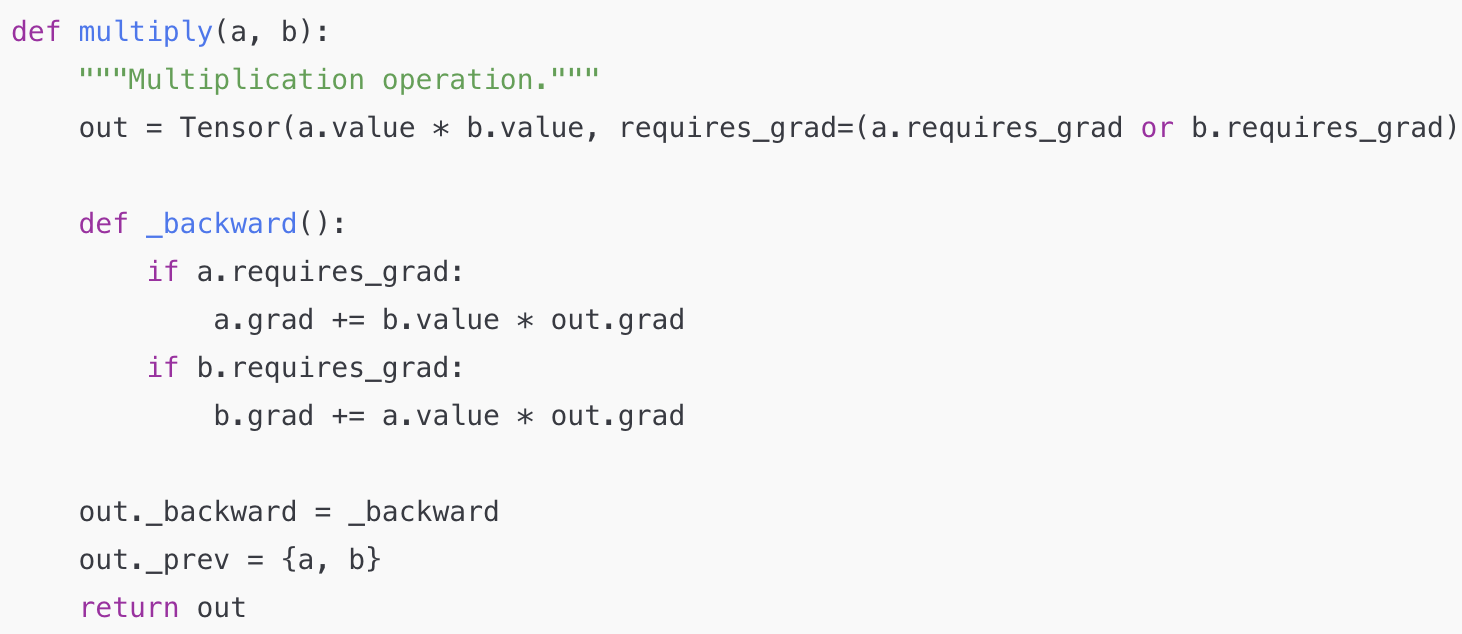 def multiply(a, b):
    """Multiplication operation."""
    out = Tensor(a.value * b.value, requires_grad=(a.requires_grad or b.requires_grad)

    def _backward():
        if a.requires_grad:
            a.grad += b.value * out.grad
        if b.requires_grad:
            b.grad += a.value * out.grad

    out._backward = _backward
    out._prev = {a, b}
    return out